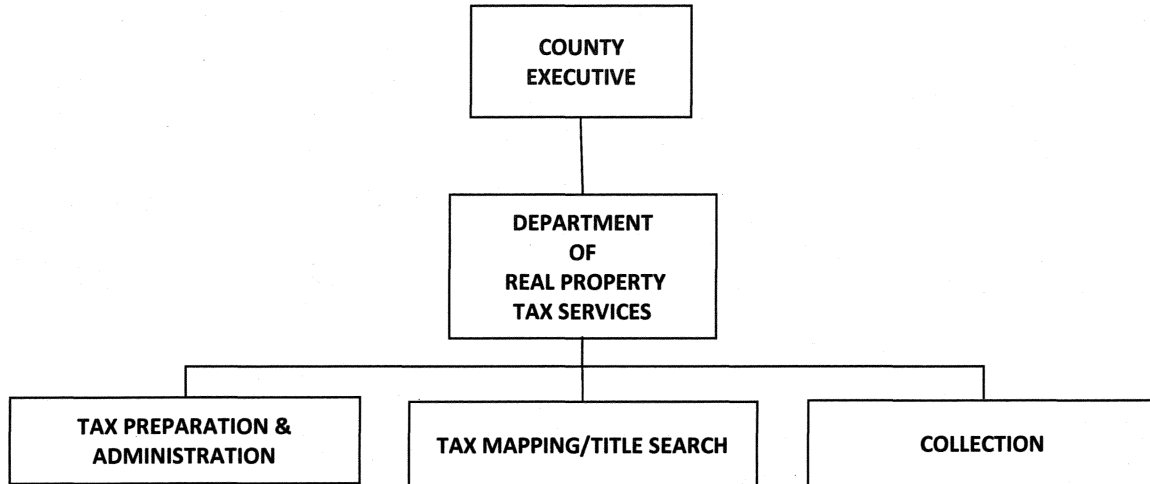 COUNTY
EXECUTIVE
DEPARTMENT
OF
REAL PROPERTY
TAX SERVICES
TAX PREPARATION &
ADMINISTRATION
TAX MAPPING/TITLE SEARCH
COLLECTION